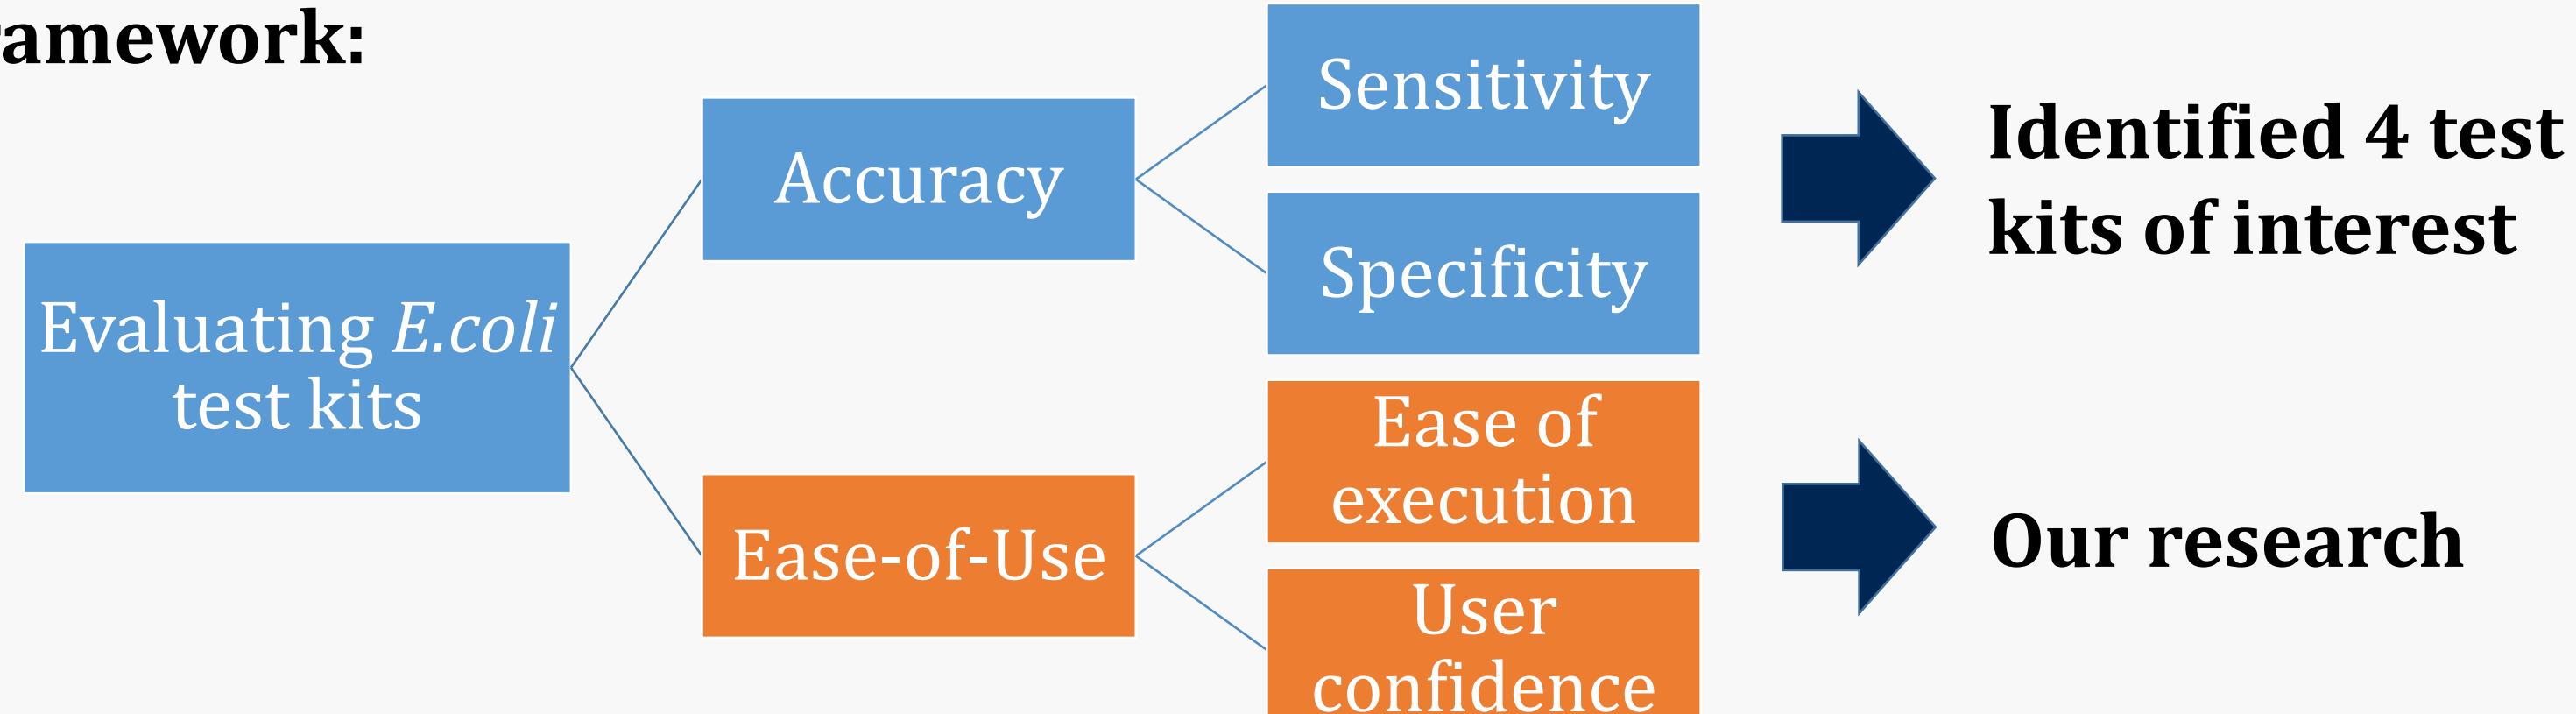 amework:
Evaluating E.coli
test kits
Accuracy
Ease-of-Use
Sensitivity
Specificity
Ease of
execution
User
confidence
Identified 4 test
kits of interest
Our research